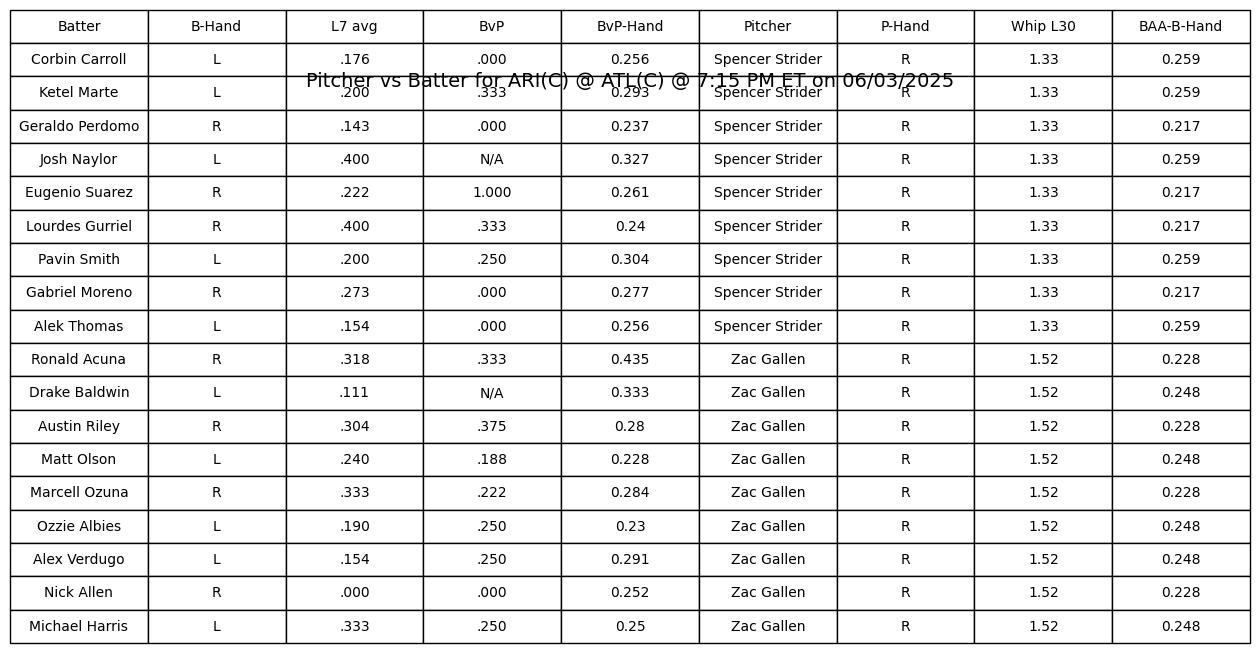 Batter B-Hand L7 avg BvP BvP-Hand Pitcher P-Hand Whip L30 BAA-B-Hand
Corbin Carroll L .176 .000 0.256 Spencer Strider R 1.33 0.259
Pitcher vs Batter for ARI(C) @ ATL(C) @ 7:15 PM ET on 06/03/2025
Ketel Marte L .200 .333 0.293 Spencer Strider R 1.33 0.259
Geraldo Perdomo R .143 .000 0.237 Spencer Strider R 1.33 0.217
Josh Naylor L .400 N/A 0.327 Spencer Strider R 1.33 0.259
Eugenio Suarez R .222 1.000 0.261 Spencer Strider R 1.33 0.217
Lourdes Gurriel R .400 .333 0.24 Spencer Strider R 1.33 0.217
Pavin Smith L .200 .250 0.304 Spencer Strider R 1.33 0.259
Gabriel Moreno R .273 .000 0.277 Spencer Strider R 1.33 0.217
Alek Thomas L .154 .000 0.256 Spencer Strider R 1.33 0.259
Ronald Acuna R .318 .333 0.435 Zac Gallen R 1.52 0.228
Drake Baldwin L .111 N/A 0.333 Zac Gallen R 1.52 0.248
Austin Riley R .304 .375 0.28 Zac Gallen R 1.52 0.228
Matt Olson L .240 .188 0.228 Zac Gallen R 1.52 0.248
Marcell Ozuna R .333 .222 0.284 Zac Gallen R 1.52 0.228
Ozzie Albies L .190 .250 0.23 Zac Gallen R 1.52 0.248
Alex Verdugo L .154 .250 0.291 Zac Gallen R 1.52 0.248
Nick Allen R .000 .000 0.252 Zac Gallen R 1.52 0.228
Michael Harris L .333 .250 0.25 Zac Gallen R 1.52 0.248